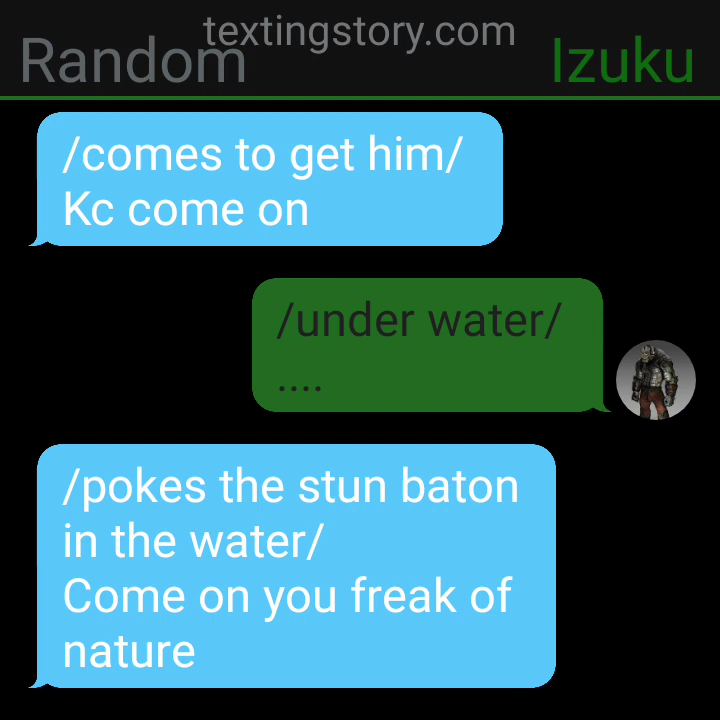 textingstory.com
Random
Izuku
/comes to get him/
Kc come on
/under water/
....
/pokes the stun baton
in the water/
Come on you freak of
nature